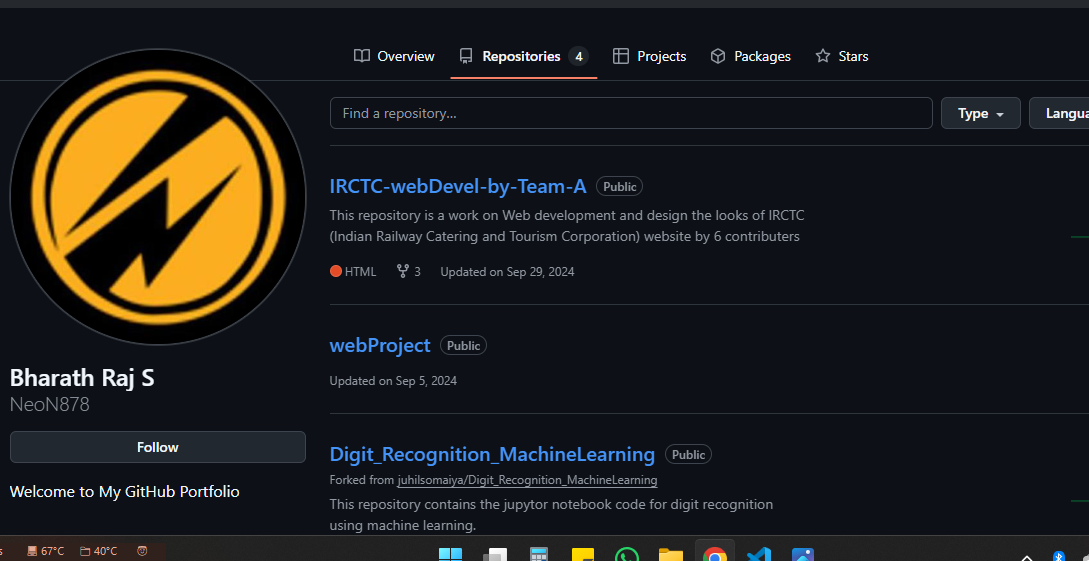 Overview Repositories 4 Projects Packages Stars
Find a repository... Type
IRCTC-webDevel-by-Team-A Public
This repository is a work on Web development and design the looks of IRCTC
(Indian Railway Catering and Tourism Corporation) website by 6 contributers
HTML 3 Updated on Sep 29, 2024
webProject Public
Updated on Sep 5, 2024
Bharath Raj S
NeoN878
Follow
Welcome to My GitHub Portfolio
Digit_Recognition_MachineLearning Public
Forked from juhilsomaiya/Digit_Recognition_MachineLearning
This repository contains the jupytor notebook code for digit recognition
using machine learning.
67°C 40°C